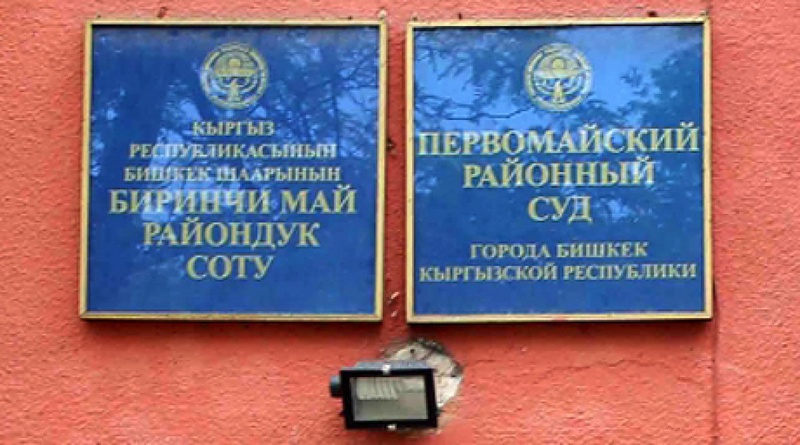 КЫРГЫЗ
РЕСПУБЛИКАСЫНЫН
БИШКЕК ШААРЫНЫН
БИРИНЧИ МАЙ
РАЙОНДУК
СОТУ
ПЕРВОМАЙСКИЙ
РАЙОННЫЙ
СУД
ГОРОДА БИШКЕК
КЫРГЫЗСКОЙ РЕСПУБЛИКИ